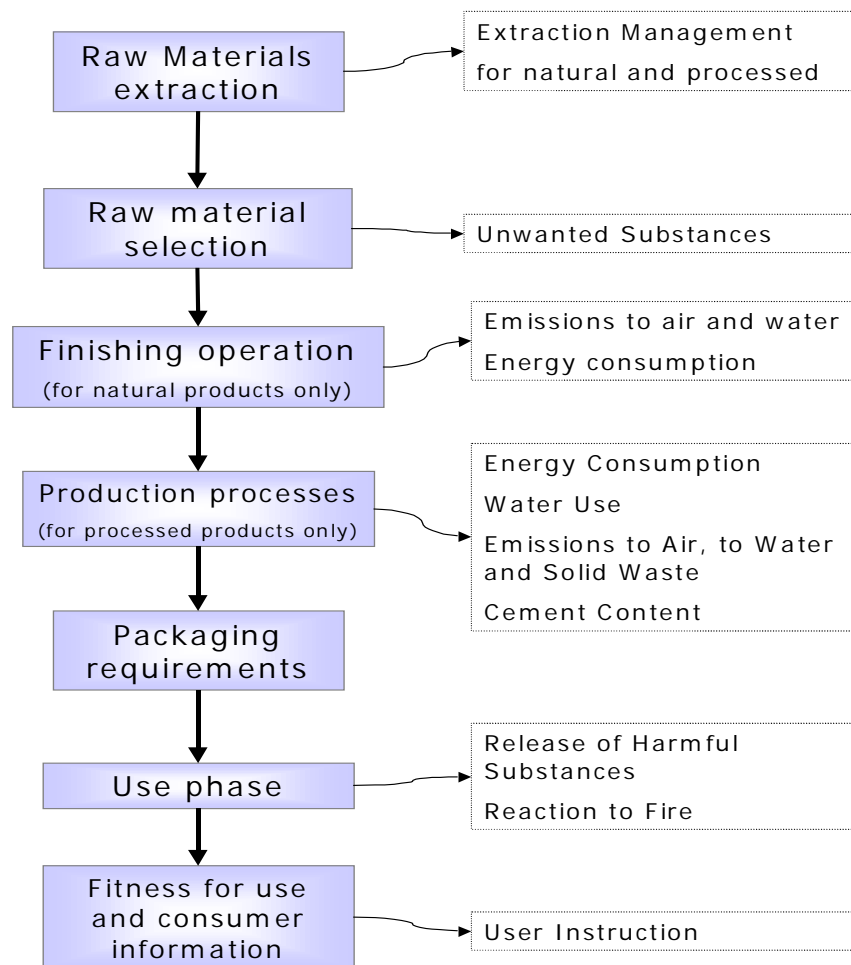 Raw Materials
extraction
Extraction Management
for natural and processed
Raw material
selection
Unwanted Substances
Finishing operation
(for natural products only)
Emissions to air and water
Energy consumption
Production processes
(for processed products only)
Energy Consumption
Water Use
Emissions to Air, to Water
and Solid Waste
Cement Content
Packaging
requirements
Use phase
Release of Harmful
Substances
Reaction to Fire
Fitness for use
and consumer
information
User Instruction